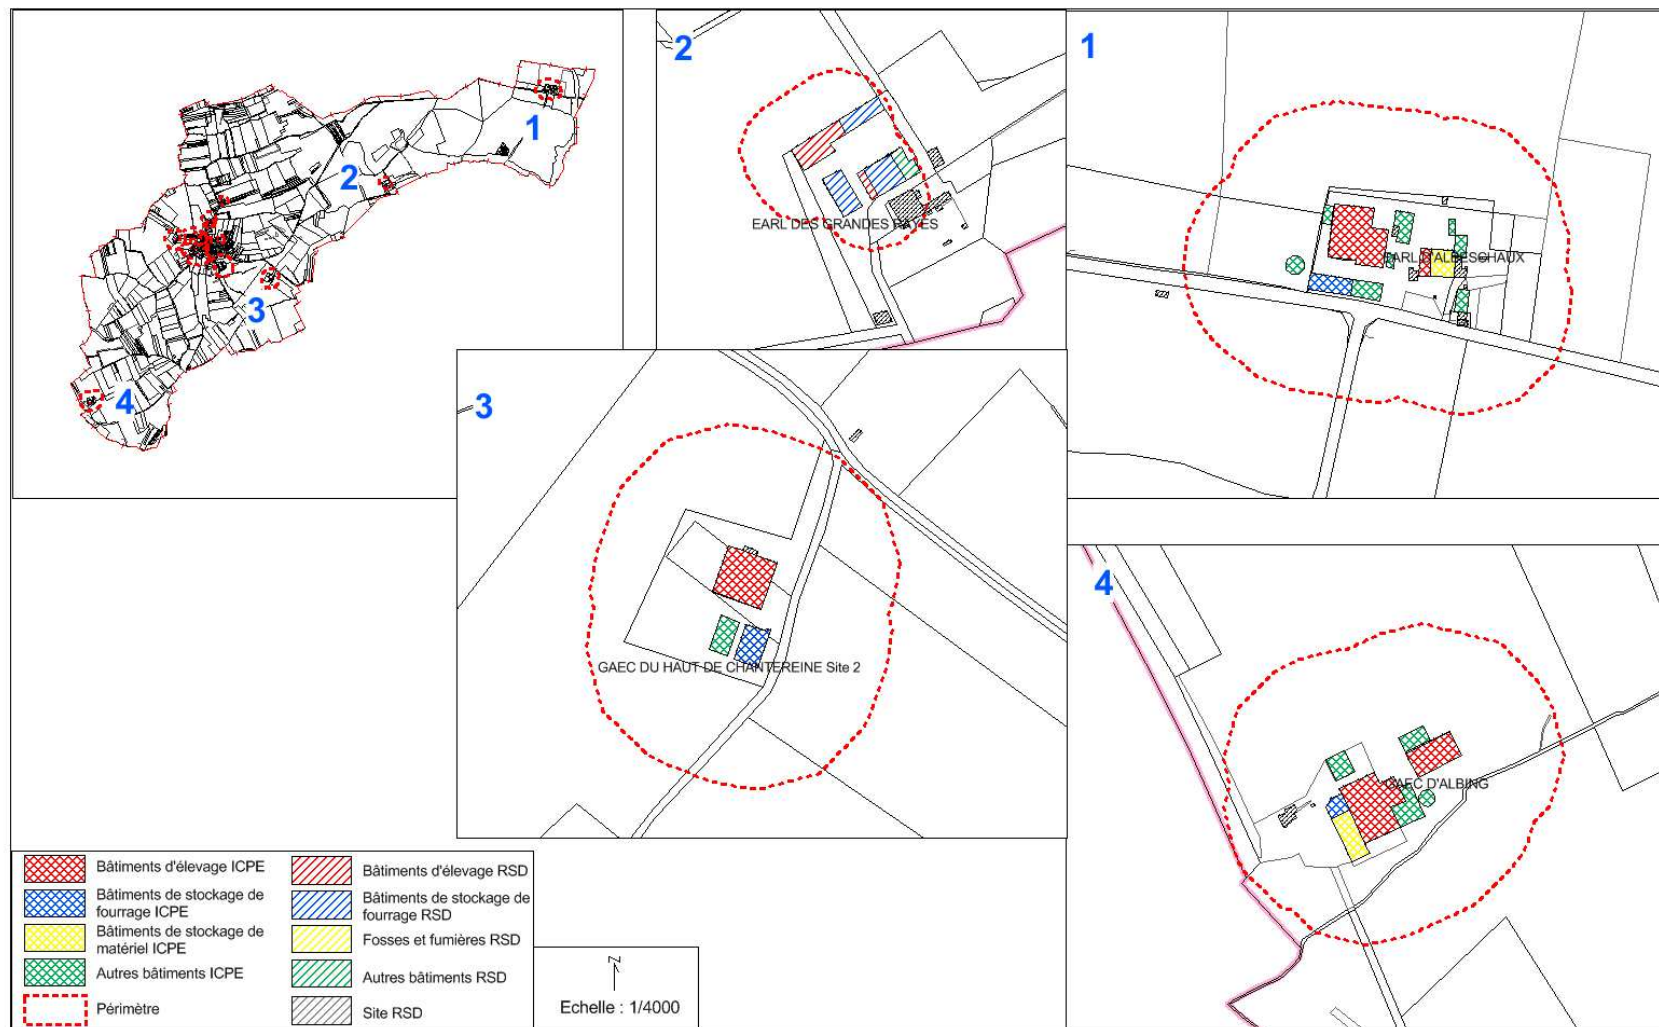 1
2
3
4
2
EARL DES GRANDES RAYES
1
EARL D'ALBESCHAUX
3
GAEC DU HAUT DE CHANTEREINE Site 2
4
GAEC D'ALBING
Bâtiments d'élevage ICPE
Bâtiments de stockage de
fourrage ICPE
Bâtiments de stockage de
matériel ICPE
Autres bâtiments ICPE
Périmètre
Bâtiments d'élevage RSD
Bâtiments de stockage de
fourrage RSD
Fosses et fumières RSD
Autres bâtiments RSD
Site RSD
N
Echelle : 1/4000